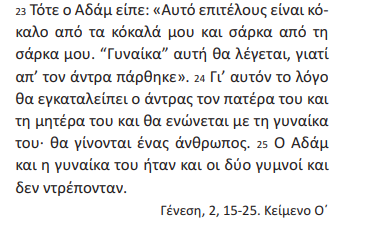 23 Τότε ο Αδάμ είπε: «Αυτό επιτέλους είναι κό-
καλο από τα κόκαλά μου και σάρκα από τη
σάρκα μου. “Γυναίκα” αυτή θα λέγεται, γιατί
απ’ τον άντρα πάρθηκε». 24 Γι’ αυτόν το λόγο
θα εγκαταλείπει ο άντρας τον πατέρα του και
τη μητέρα του και θα ενώνεται με τη γυναίκα
του· θα γίνονται ένας άνθρωπος. 25 Ο Αδάμ
και η γυναίκα του ήταν και οι δύο γυμνοί και
δεν ντρέπονταν.
Γένεση, 2, 15-25. Κείμενο Ο΄